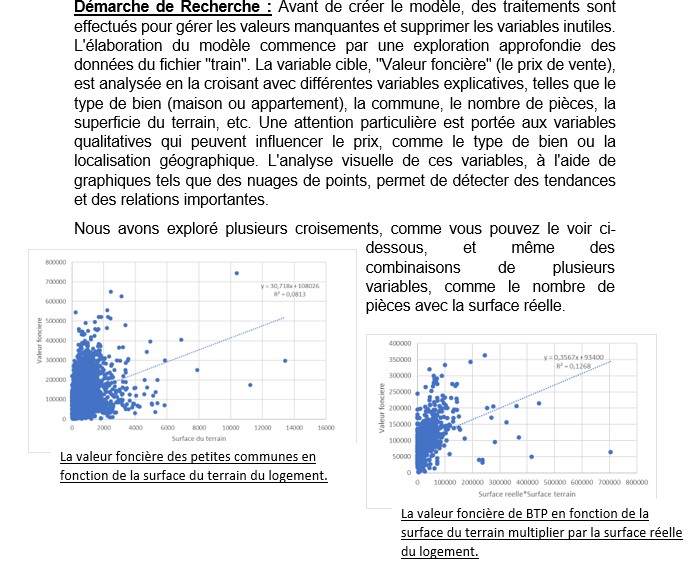 Démarche de Recherche : Avant de créer le modèle, des traitements sont
effectués pour gérer les valeurs manquantes et supprimer les variables inutiles.
L'élaboration du modèle commence par une exploration approfondie des
données du fichier "train". La variable cible, "Valeur foncière" (le prix de vente),
est analysée en la croisant avec différentes variables explicatives, telles que le
type de bien (maison ou appartement), la commune, le nombre de pièces, la
superficie du terrain, etc. Une attention particulière est portée aux variables
qualitatives qui peuvent influencer le prix, comme le type de bien ou la
localisation géographique. L'analyse visuelle de ces variables, à l'aide de
graphiques tels que des nuages de points, permet de détecter des tendances
et des relations importantes.
Nous avons exploré plusieurs croisements, comme vous pouvez le voir ci-
dessous, et même des
combinaisons de plusieurs
variables, comme le nombre de
pièces avec la surface réelle.
800000
700000
600000
500000
400000
300000
200000
100000
0
Valeur fonciere
y = 30,718x + 108026
R² = 0,0813
0 2000 4000 6000 8000 10000 12000 14000 16000
Surface du terrain
La valeur foncière des petites communes en
fonction de la surface du terrain du logement.
400000
350000
300000
250000
200000
150000
100000
50000
0
Valeur fonciere
y = 0,3567x + 93400
R² = 0,1268
0 100000 200000 300000 400000 500000 600000 700000 800000
Surface reelle*Surface terrain
La valeur foncière de BTP en fonction de la
surface du terrain multiplier par la surface réelle
du logement.